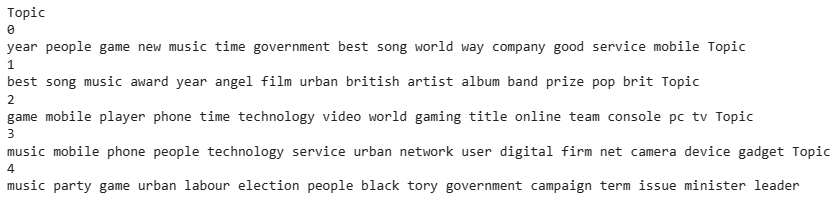 Topic
0
year people game new music time government best song world way company good service mobile Topic
1
best song music award year angel film urban british artist album band prize pop brit Topic
2
game mobile player phone time technology video world gaming title online team console pc tv Topic
3
music mobile phone people technology service urban network user digital firm net camera device gadget Topic
4
music party game urban labour election people black tory government campaign term issue minister leader